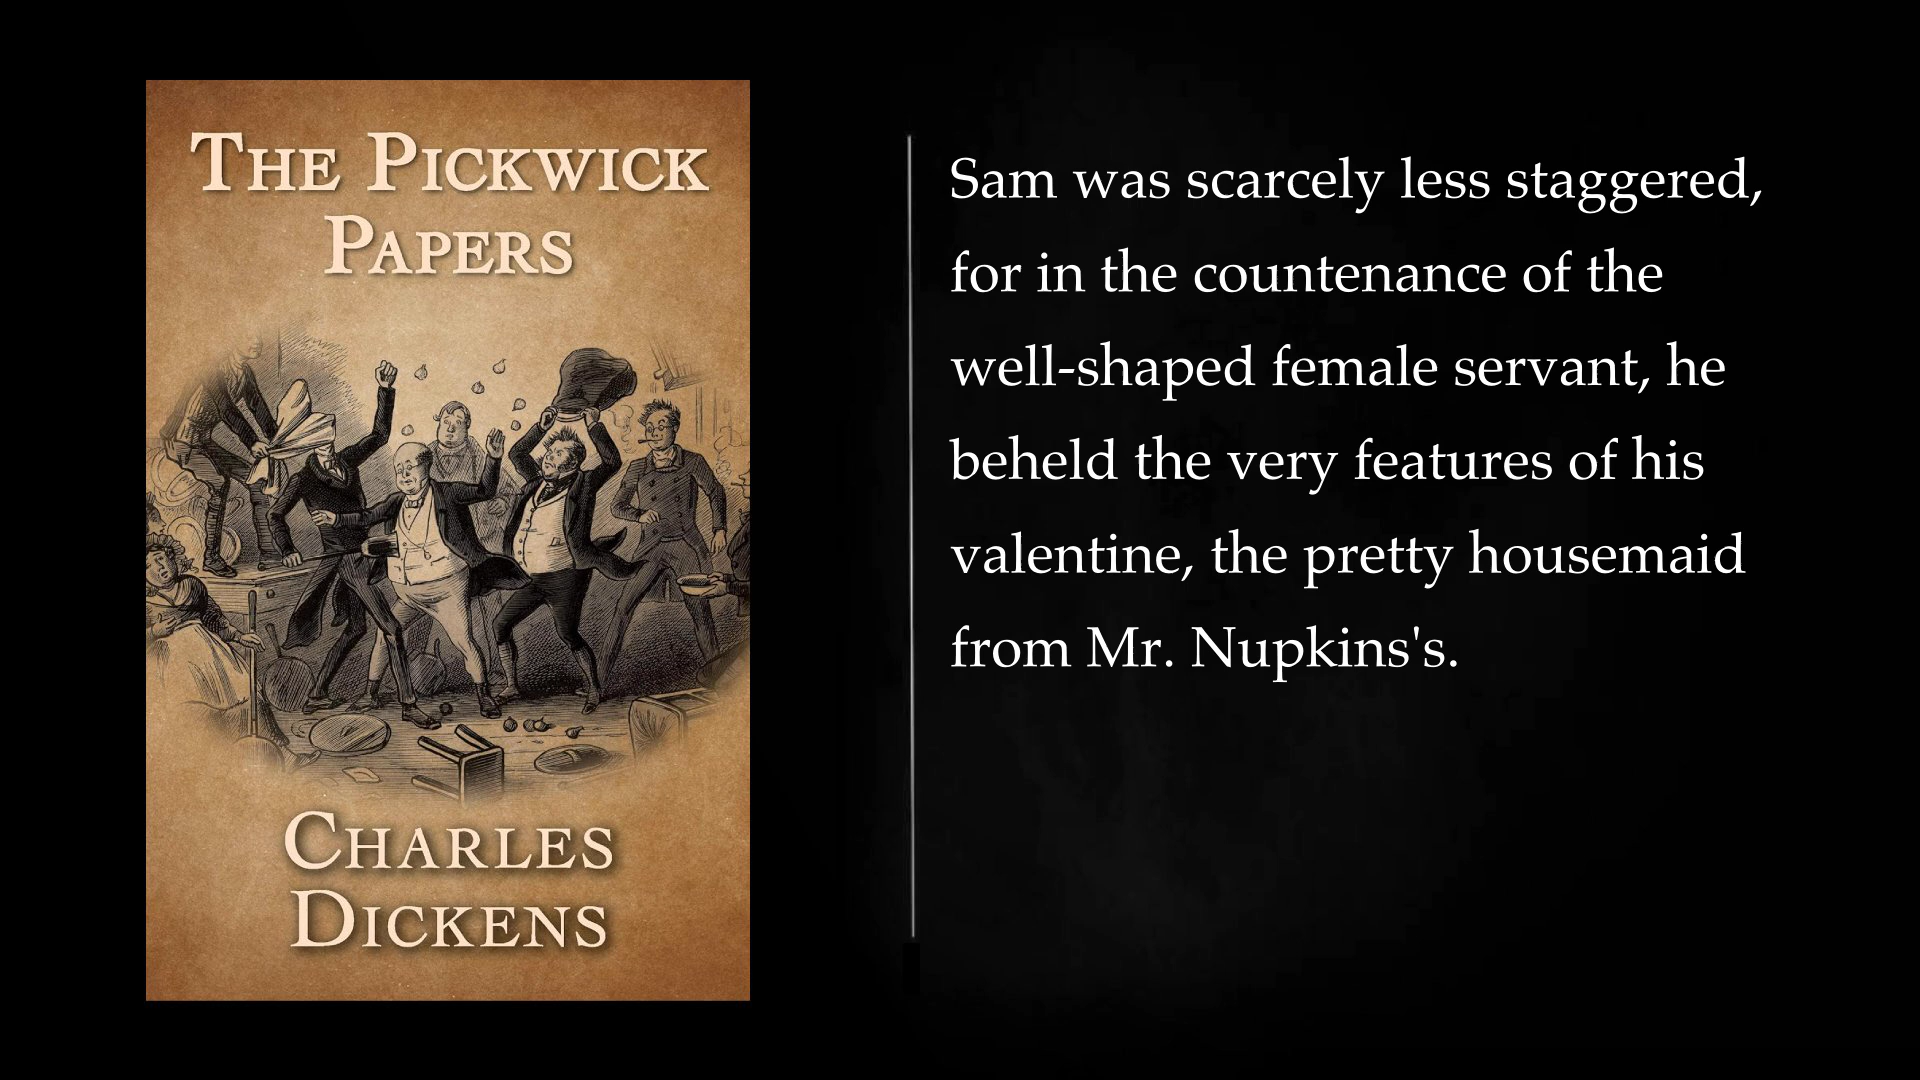 The Pickwick
Papers
Charles
Dickens
Sam was scarcely less staggered,
for in the countenance of the
well-shaped female servant, he
beheld the very features of his
valentine, the pretty housemaid
from Mr. Nupkins's.